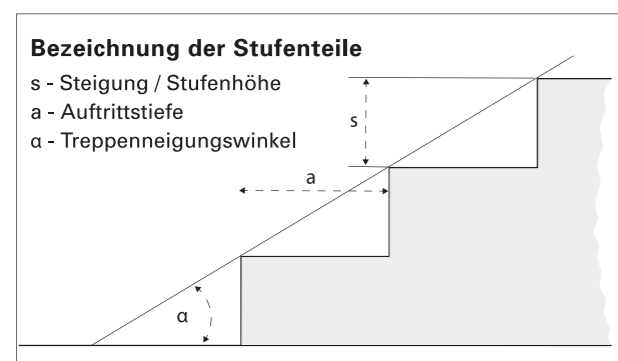 Bezeichnung der Stufenteile
s - Steigung / Stufenhöhe
a - Auftrittstiefe
α - Treppenneigungswinkel
s
a
α